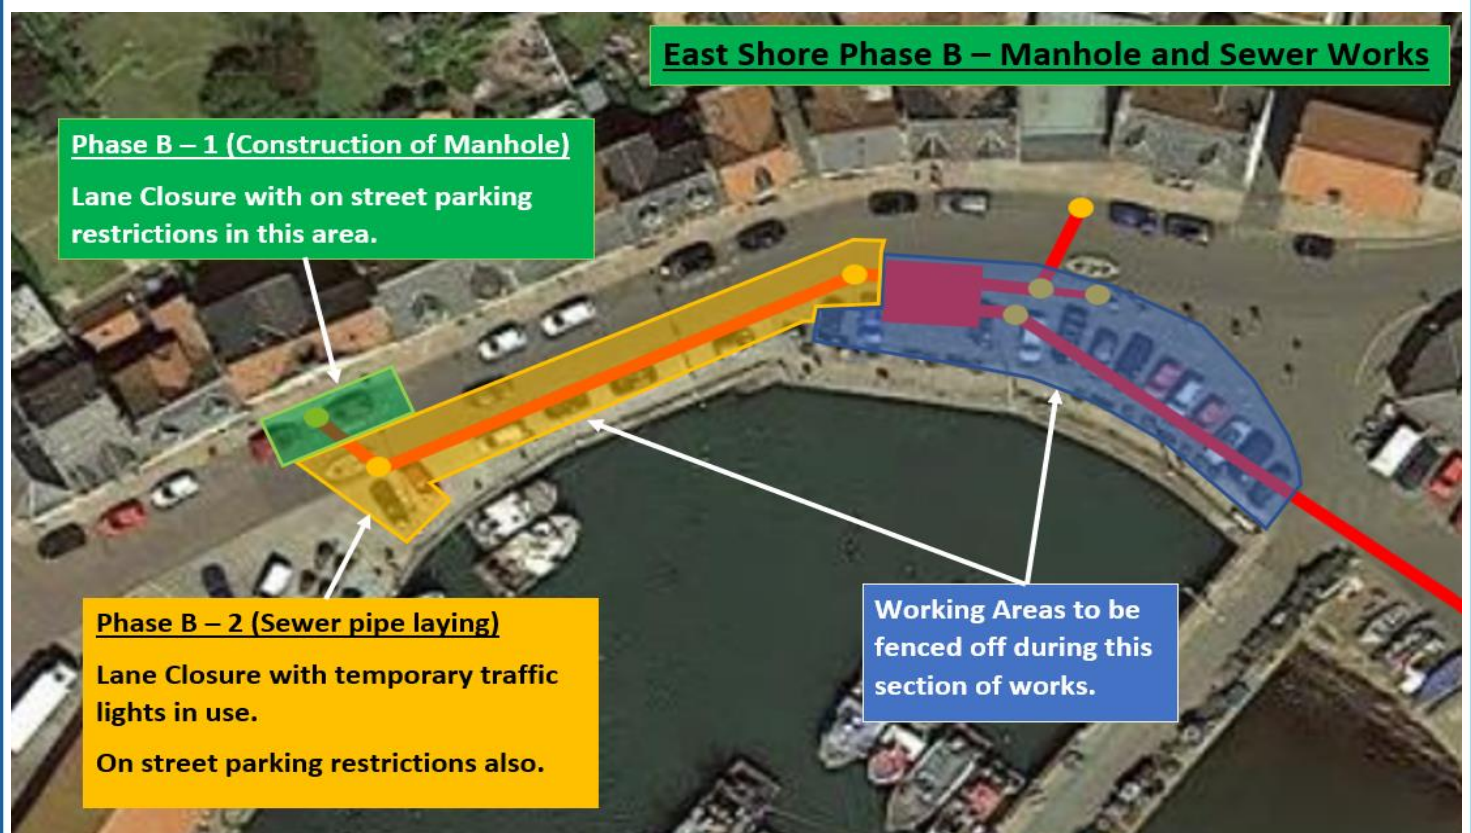 East Shore Phase B – Manhole and Sewer Works
Phase B – 1 (Construction of Manhole)
Lane Closure with on street parking
restrictions in this area.
Phase B – 2 (Sewer pipe laying)
Lane Closure with temporary traffic
lights in use.
On street parking restrictions also.
Working Areas to be
fenced off during this
section of works.